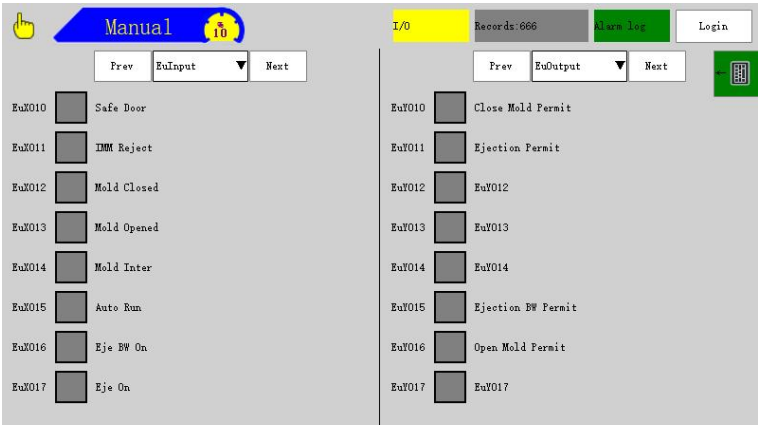 Manual
%
10
I/O
Records:666
Alarm log
Login
Prev
EuInput
Next
EuX010
Safe Door
EuX011
IMM Reject
EuX012
Mold Closed
EuX013
Mold Opened
EuX014
Mold Inter
EuX015
Auto Run
EuX016
Eje BW On
EuX017
Eje On
Prev
EuOutput
Next
EuY010
Close Mold Permit
EuY011
Ejection Permit
EuY012
EuY012
EuY013
EuY013
EuY014
EuY014
EuY015
Ejection BW Permit
EuY016
Open Mold Permit
EuY017
EuY017